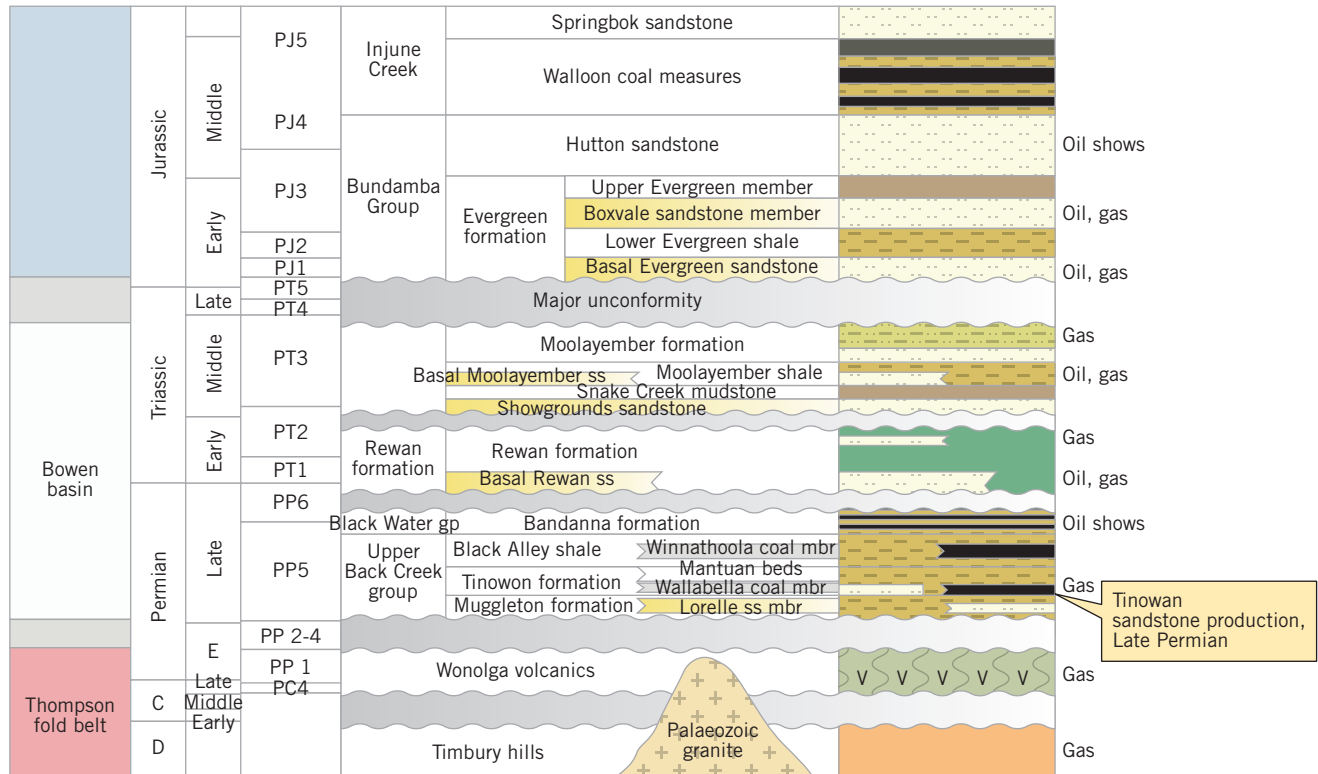 Springbok sandstone
PJ5
Injune
Creek
Walloon coal measures
Jurassic
Middle
PJ4
Hutton sandstone
Oil shows
Bundamba
Group
PJ3
Early
Evergreen
formation
Upper Evergreen member
Boxvale sandstone member
Oil, gas
Lower Evergreen shale
PJ2
PJ1
Basal Evergreen sandstone
Oil, gas
PT5
Late
PT4
Major unconformity
Triassic
Middle
PT3
Moolayember formation
Gas
Basal Moolayember ss
Moolayember shale
Oil, gas
Snake Creek mudstone
Showgrounds sandstone
Early
PT2
Rewan
formation
Rewan formation
Gas
PT1
Basal Rewan ss
Oil, gas
Bowen
basin
Permian
Late
PP6
Black Water gp
Bandanna formation
Oil shows
PP5
Upper
Back Creek
group
Black Alley shale
Winnathoola coal mbr
Tinowon formation
Mantuan beds
Wallabella coal mbr
Gas
Muggleton formation
Lorelle ss mbr
Tinowan
sandstone production,
Late Permian
E
PP 2-4
PP 1
Wonolga volcanics
V V V V V
Gas
Late
PC4
Thompson
fold belt
C
Middle
Early
D
Timbury hills
Palaeozoic
granite
Gas